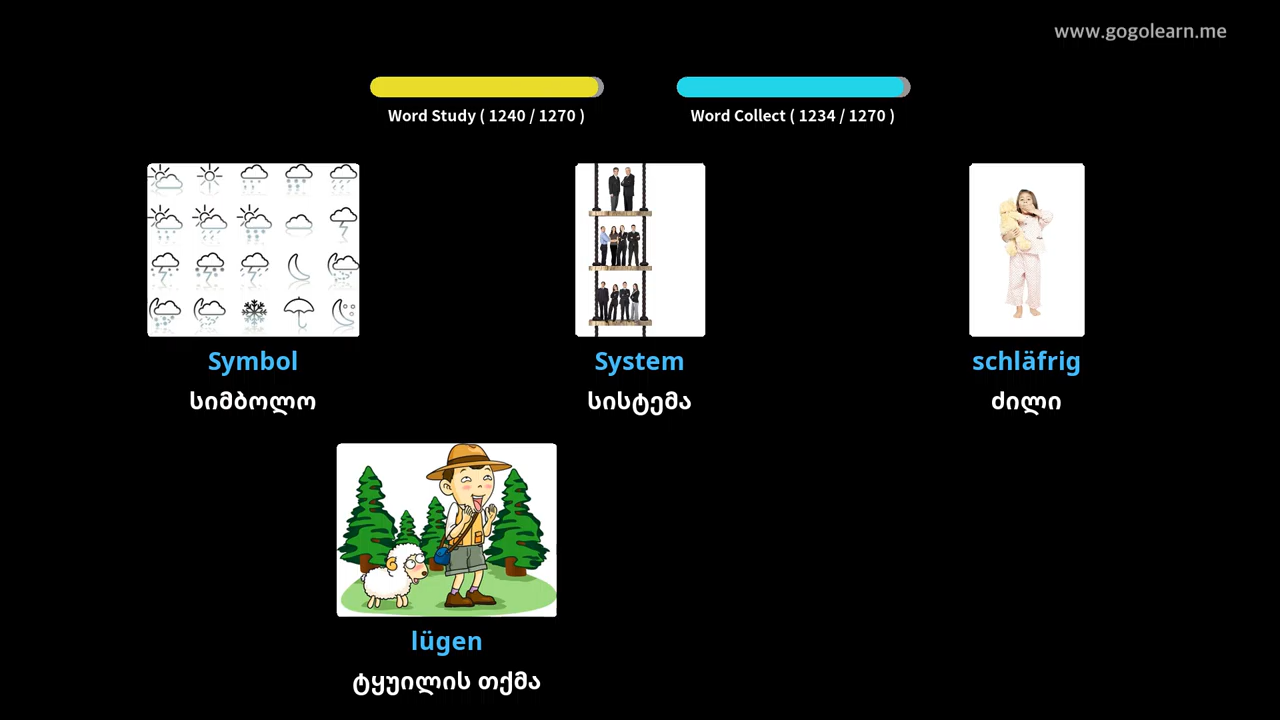 www.gogolearn.me
Word Study ( 1240 / 1270 )
Word Collect ( 1234 / 1270 )
Symbol
სიმბოლო
System
სისტემა
schläfrig
ძილი
lügen
ტყუილის თქმა